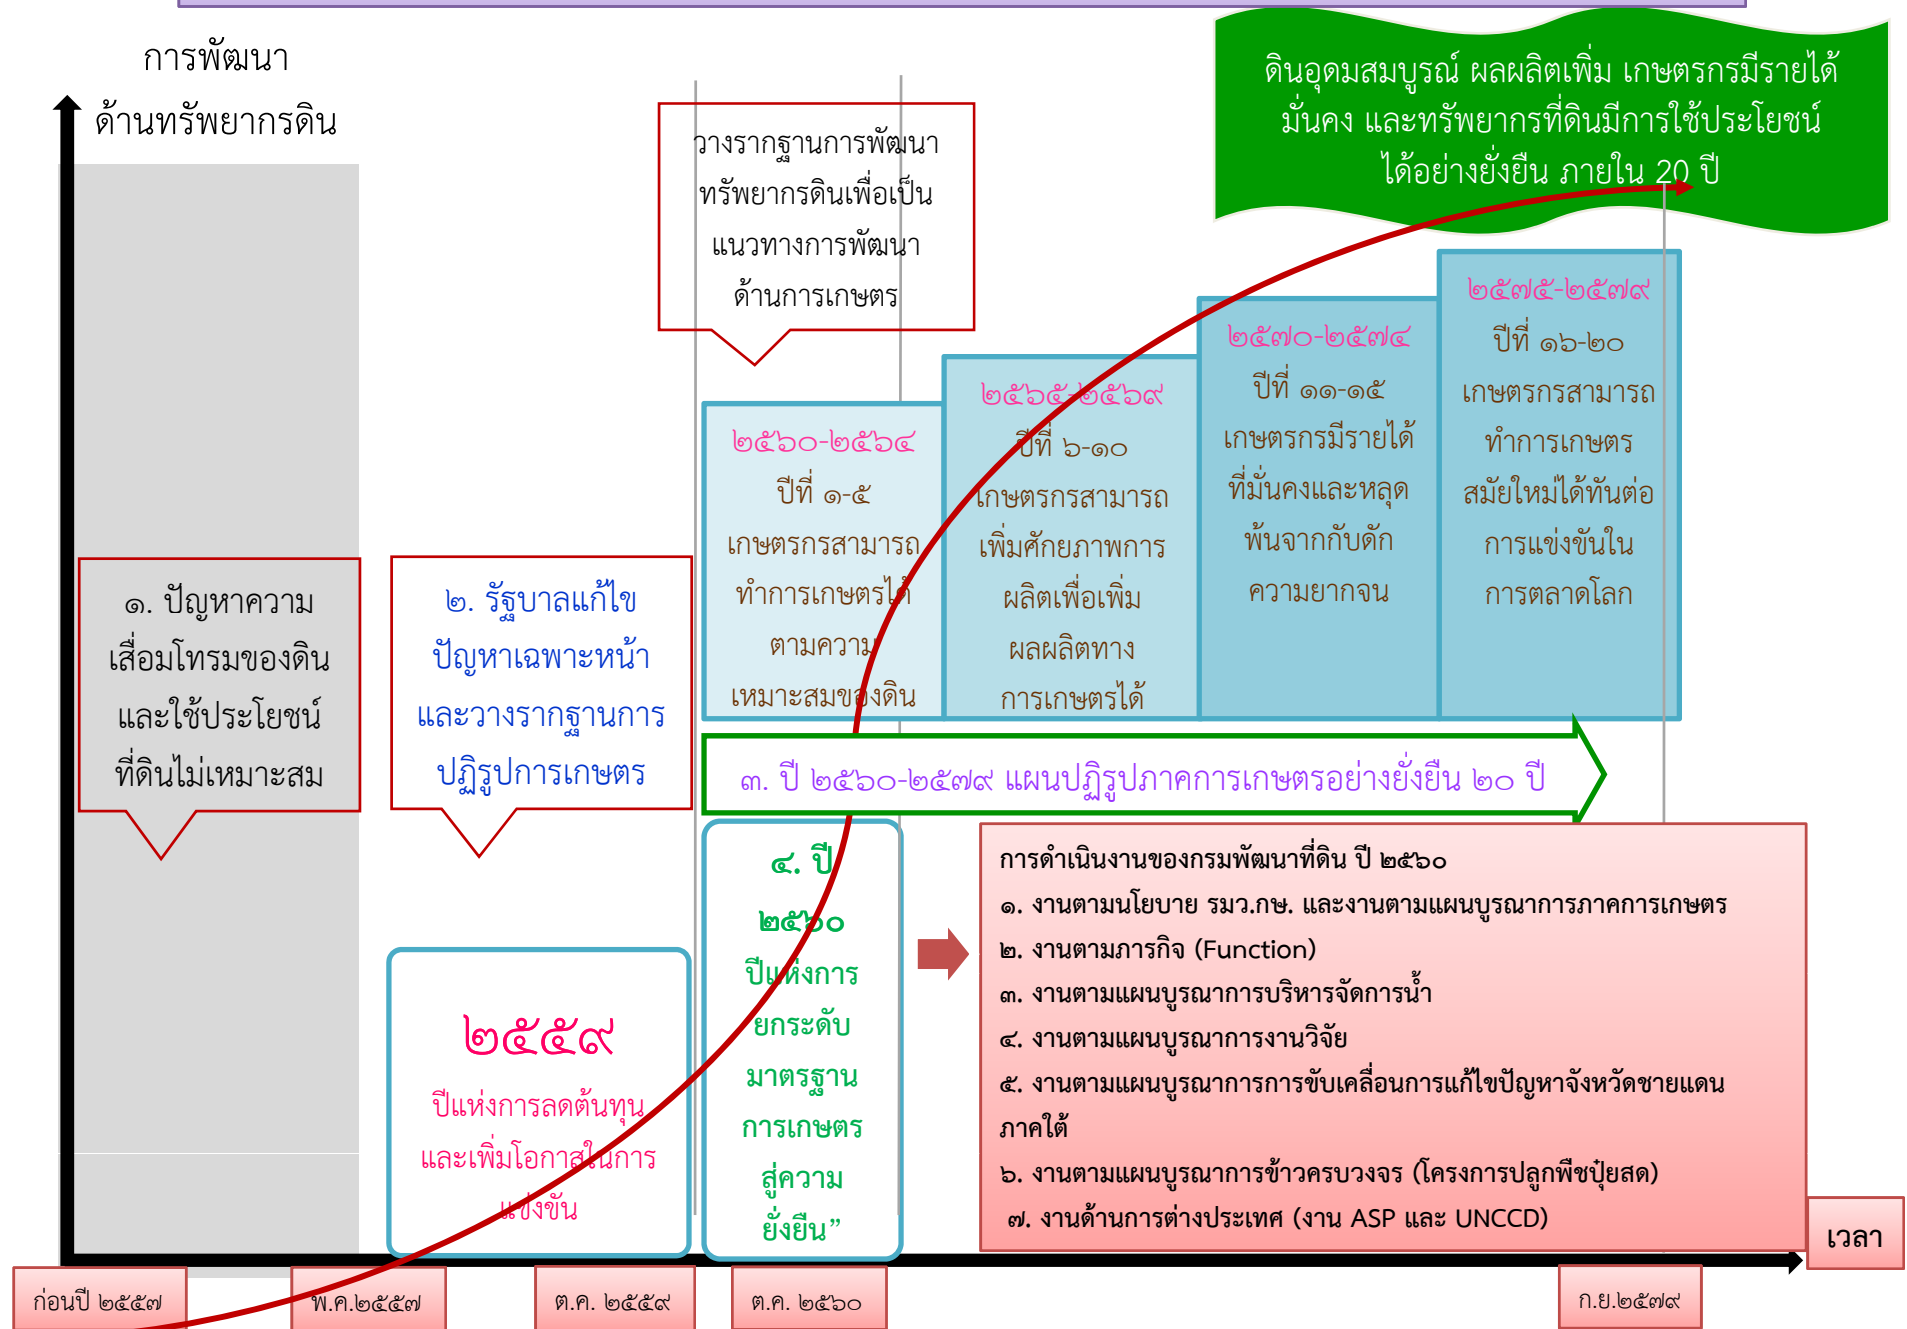 การพัฒนา
ด้านทรัพยากรดิน
ดินอุดมสมบูรณ์ ผลผลิตเพิ่ม เกษตรกรมีรายได้
มั่นคง และทรัพยากรที่ดินมีการใช้ประโยชน์
ได้อย่างยั่งยืน ภายใน 20 ปี
วางรากฐานการพัฒนา
ทรัพยากรดินเพื่อเป็น
แนวทางการพัฒนา
ด้านการเกษตร
๑. ปัญหาความ
เสื่อมโทรมของดิน
และใช้ประโยชน์
ที่ดินไม่เหมาะสม
๒. รัฐบาลแก้ไข
ปัญหาเฉพาะหน้า
และวางรากฐานการ
ปฏิรูปการเกษตร
๒๕๖๐-๒๕๖๔
ปีที่ ๑-๕
เกษตรกรสามารถ
ทำการเกษตรได้
ตามความ
เหมาะสมของดิน
๒๕๖๕-๒๕๖๙
ปีที่ ๖-๑๐
เกษตรกรสามารถ
เพิ่มศักยภาพการ
ผลิตเพื่อเพิ่ม
ผลผลิตทาง
การเกษตรได้
๒๕๗๐-๒๕๗๔
ปีที่ ๑๑-๑๕
เกษตรกรมีรายได้
ที่มั่นคงและหลุด
พ้นจากกับดัก
ความยากจน
๒๕๗๕-๒๕๗๙
ปีที่ ๑๖-๒๐
เกษตรกรสามารถ
ทำการเกษตร
สมัยใหม่ได้ทันต่อ
การแข่งขันใน
การตลาดโลก
๓. ปี ๒๕๖๐-๒๕๗๙ แผนปฏิรูปภาคการเกษตรอย่างยั่งยืน ๒๐ ปี
๒๕๕๙
ปีแห่งการลดต้นทุน
และเพิ่มโอกาสในการ
แข่งขัน
๔. ปี
๒๕๖๐
ปีแห่งการ
ยกระดับ
มาตรฐาน
การเกษตร
สู่ความ
ยั่งยืน”
การดำเนินงานของกรมพัฒนาที่ดิน ปี ๒๕๖๐
๑. งานตามนโยบาย รมว.กษ. และงานตามแผนบูรณาการภาคการเกษตร
๒. งานตามภารกิจ (Function)
๓. งานตามแผนบูรณาการบริหารจัดการน้ำ
๔. งานตามแผนบูรณาการงานวิจัย
๕. งานตามแผนบูรณาการการขับเคลื่อนการแก้ไขปัญหาจังหวัดชายแดน
ภาคใต้
๖. งานตามแผนบูรณาการข้าวครบวงจร (โครงการปลูกพืชปุ๋ยสด)
๗. งานด้านการต่างประเทศ (งาน ASP และ UNCCD)
เวลา
ก่อนปี ๒๕๕๗
พ.ค.๒๕๕๗
ต.ค. ๒๕๕๙
ต.ค. ๒๕๖๐
ก.ย.๒๕๗๙